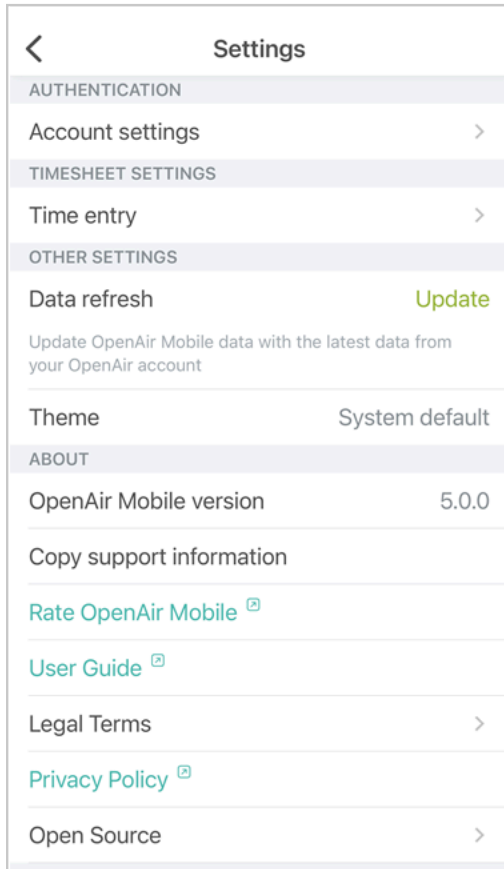 Settings
AUTHENTICATION
Account settings
TIMESHEET SETTINGS
Time entry
OTHER SETTINGS
Data refresh Update
Update OpenAir Mobile data with the latest data from
your OpenAir account
Theme System default
ABOUT
OpenAir Mobile version 5.0.0
Copy support information
Rate OpenAir Mobile
User Guide
Legal Terms
Privacy Policy
Open Source